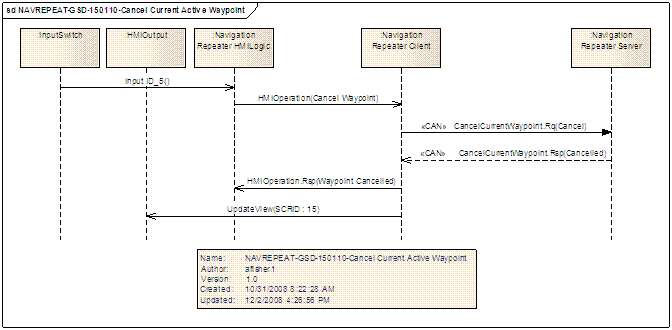 sd NAVREPEAT-GSD-150110-Cancel Current Active Waypoint
:InputSwitch
:HMIOutput
:Navigation
Repeater HMILogic
:Navigation
Repeater Client
:Navigation
Repeater Server
Input ID_5()
HMIOperation(Cancel Waypoint)
«CAN» CancelCurrentWaypoint.Rq(Cancel)
«CAN» CancelCurrentWaypoint.Rsp(Cancelled)
HMIOperation.Rsp(Waypoint Cancelled)
UpdateView(SCRID : 15)
Name: NAVREPEAT-GSD-150110-Cancel Current Active Waypoint
Author: afisher1
Version: 1.0
Created: 10/31/2008 8:22:28 AM
Updated: 12/2/2008 4:26:56 PM